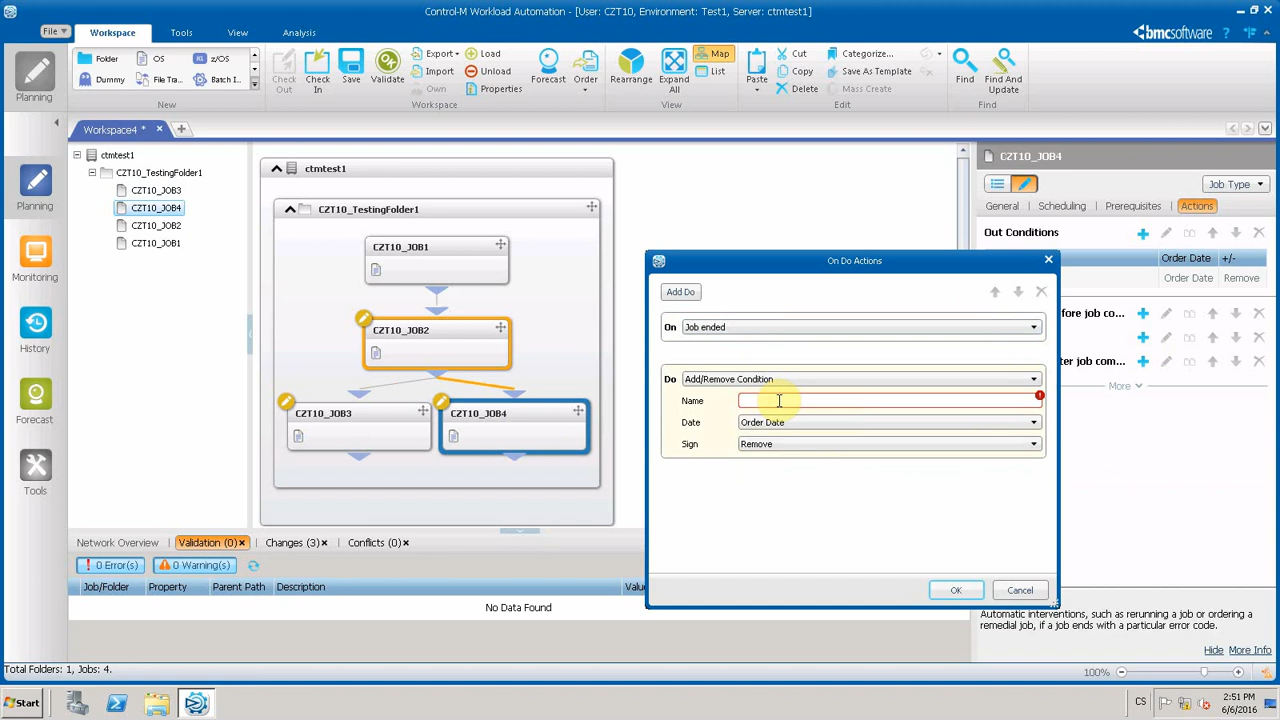 Control-M Workload Automation - [User: CZT10, Environment: Test1, Server: ctmtest1]
File Workspace Tools View Analysis
bmcsoftware ?
Planning
Folder OS z/OS
Dummy File Tra... Batch I...
New
Check Out
Check In
Save
Validate
Export Load
Import Unload
Own Properties
Workspace
Forecast
Order
Rearrange
Expand All
Map
List
View
Paste
Cut Categorize...
Copy Save As Template
Delete Mass Create
Edit
Find
Find And Update
Find
Workspace4 *
ctmtest1
CZT10_TestingFolder1
CZT10_JOB3
CZT10_JOB4
CZT10_JOB2
CZT10_JOB1
Planning
Monitoring
History
Forecast
Tools
ctmtest1
CZT10_TestingFolder1
CZT10_JOB1
CZT10_JOB2
CZT10_JOB3 CZT10_JOB4
CZT10_JOB4
Job Type
General Scheduling Prerequisites Actions
Out Conditions
Order Date +/-
Order Date Remove
fore job co...
ter job com...
More
On Do Actions
Add Do
On Job ended
Do Add/Remove Condition
Name
Date Order Date
Sign Remove
OK Cancel
Network Overview Validation (0) Changes (3) Conflicts (0)
0 Error(s) 0 Warning(s)
Job/Folder Property Parent Path Description Valu
No Data Found
Automatic interventions, such as rerunning a job or ordering a
remedial job, if a job ends with a particular error code.
Hide More Info
Total Folders: 1, Jobs: 4.
100%
Start
CS
2:51 PM
6/6/2016